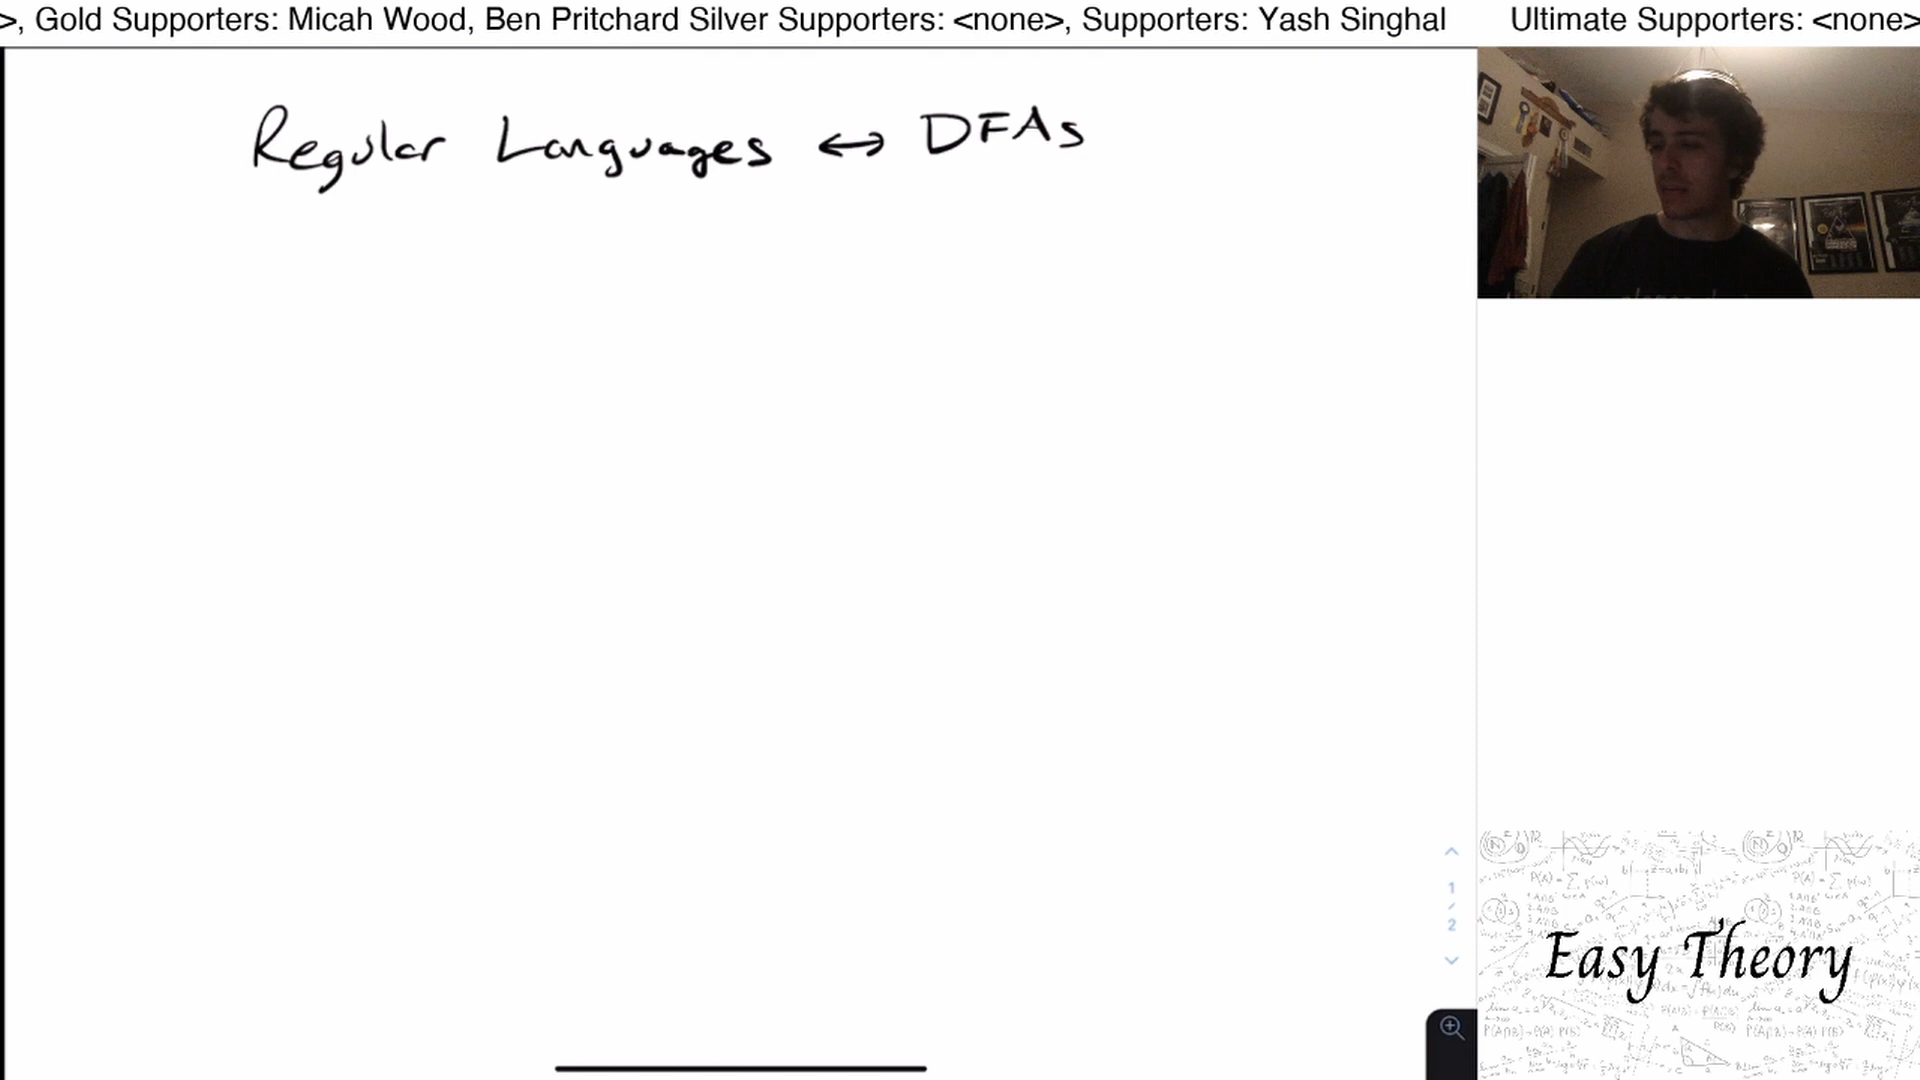 >, Gold Supporters: Micah Wood, Ben Pritchard Silver Supporters: <none>, Supporters: Yash Singhal Ultimate Supporters: <none>
Regular Languages ↔ DFAs
1
/
2
Easy Theory